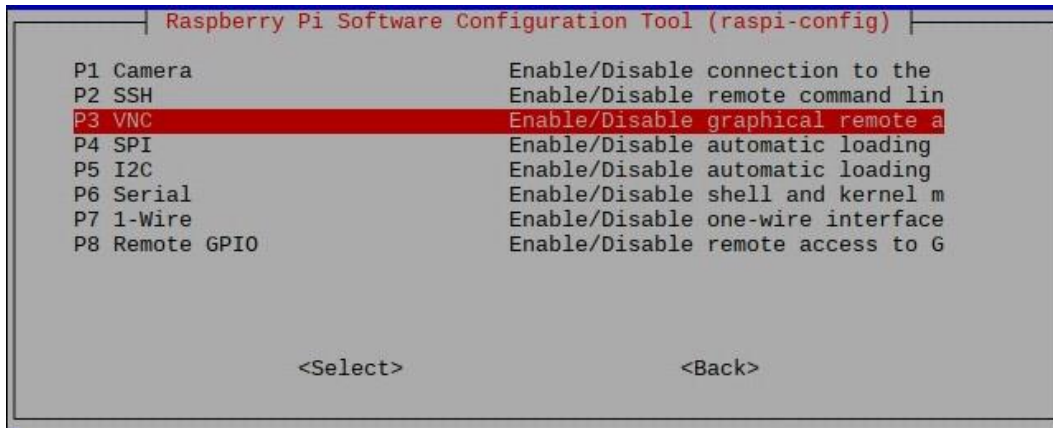 Raspberry Pi Software Configuration Tool (raspi-config)
P1 Camera Enable/Disable connection to the
P2 SSH Enable/Disable remote command lin
P3 VNC Enable/Disable graphical remote a
P4 SPI Enable/Disable automatic loading
P5 I2C Enable/Disable automatic loading
P6 Serial Enable/Disable shell and kernel m
P7 1-Wire Enable/Disable one-wire interface
P8 Remote GPIO Enable/Disable remote access to G
<Select> <Back>